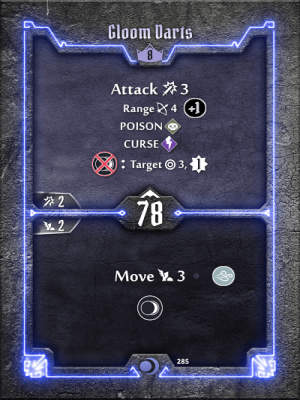 Gloom Darts
8
Attack 3
Range 4 +1
POISON
CURSE
: Target 3, 1
2
78
2
Move 3
285